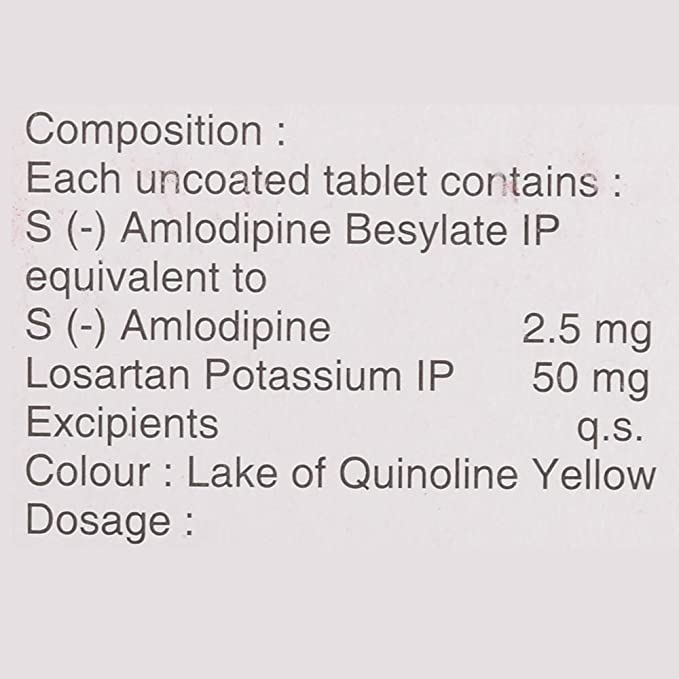 Composition :
Each uncoated tablet contains :
S (-) Amlodipine Besylate IP
equivalent to
S (-) Amlodipine 2.5 mg
Losartan Potassium IP 50 mg
Excipients q.s.
Colour : Lake of Quinoline Yellow
Dosage :